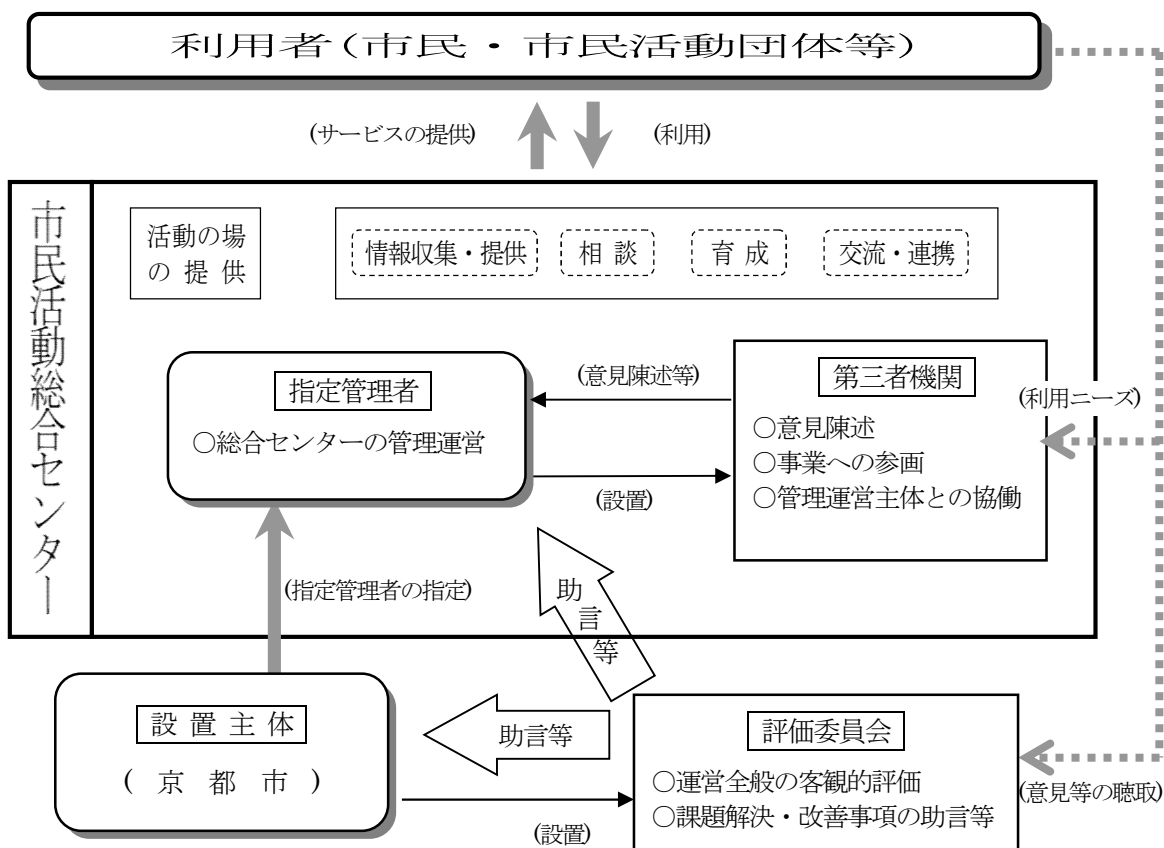 利用者(市民・市民活動団体等)
(サービスの提供)
(利用)
市民活動総合センター
活動の場
の提供
情報収集・提供
相談
育成
交流・連携
指定管理者
○総合センターの管理運営
(意見陳述等)
(設置)
第三者機関
○意見陳述
○事業への参画
○管理運営主体との協働
(利用ニーズ)
(指定管理者の指定)
助言等
設置主体
(京都市)
助言等
(設置)
評価委員会
○運営全般の客観的評価
○課題解決・改善事項の助言等
(意見等の聴取)